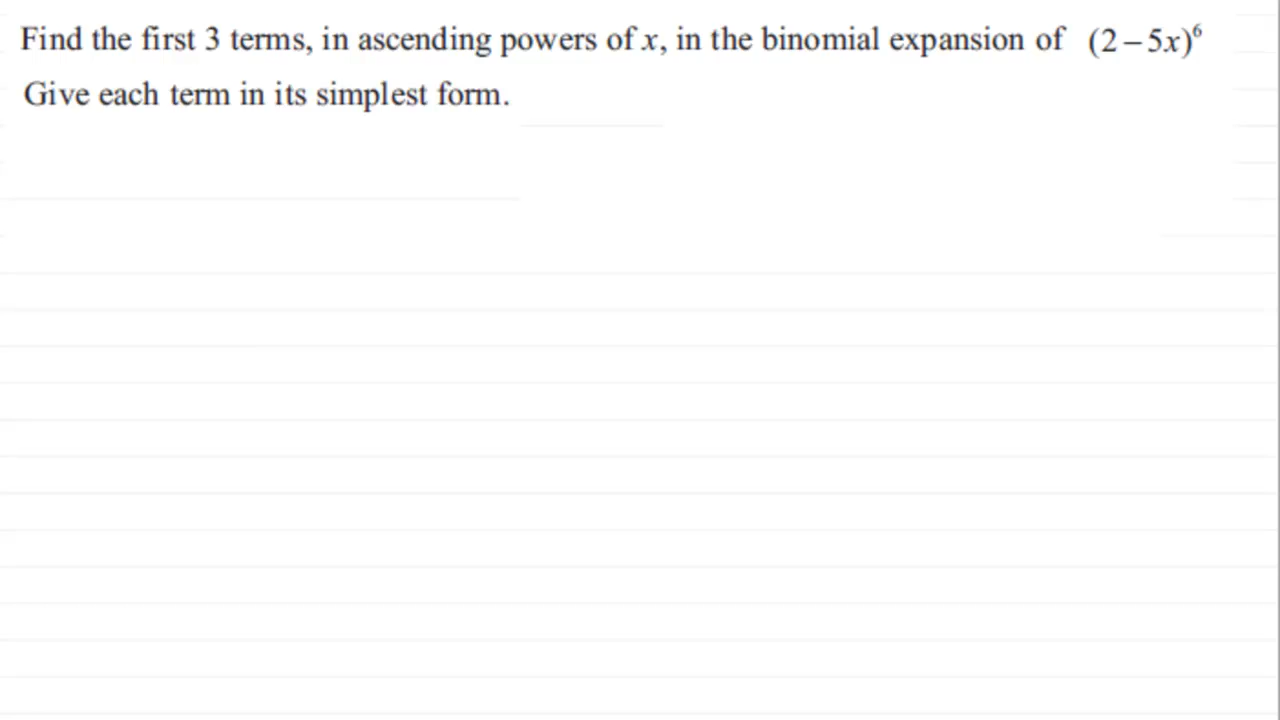 Find the first 3 terms, in ascending powers of x, in the binomial expansion of (2 – 5x)⁶
Give each term in its simplest form.